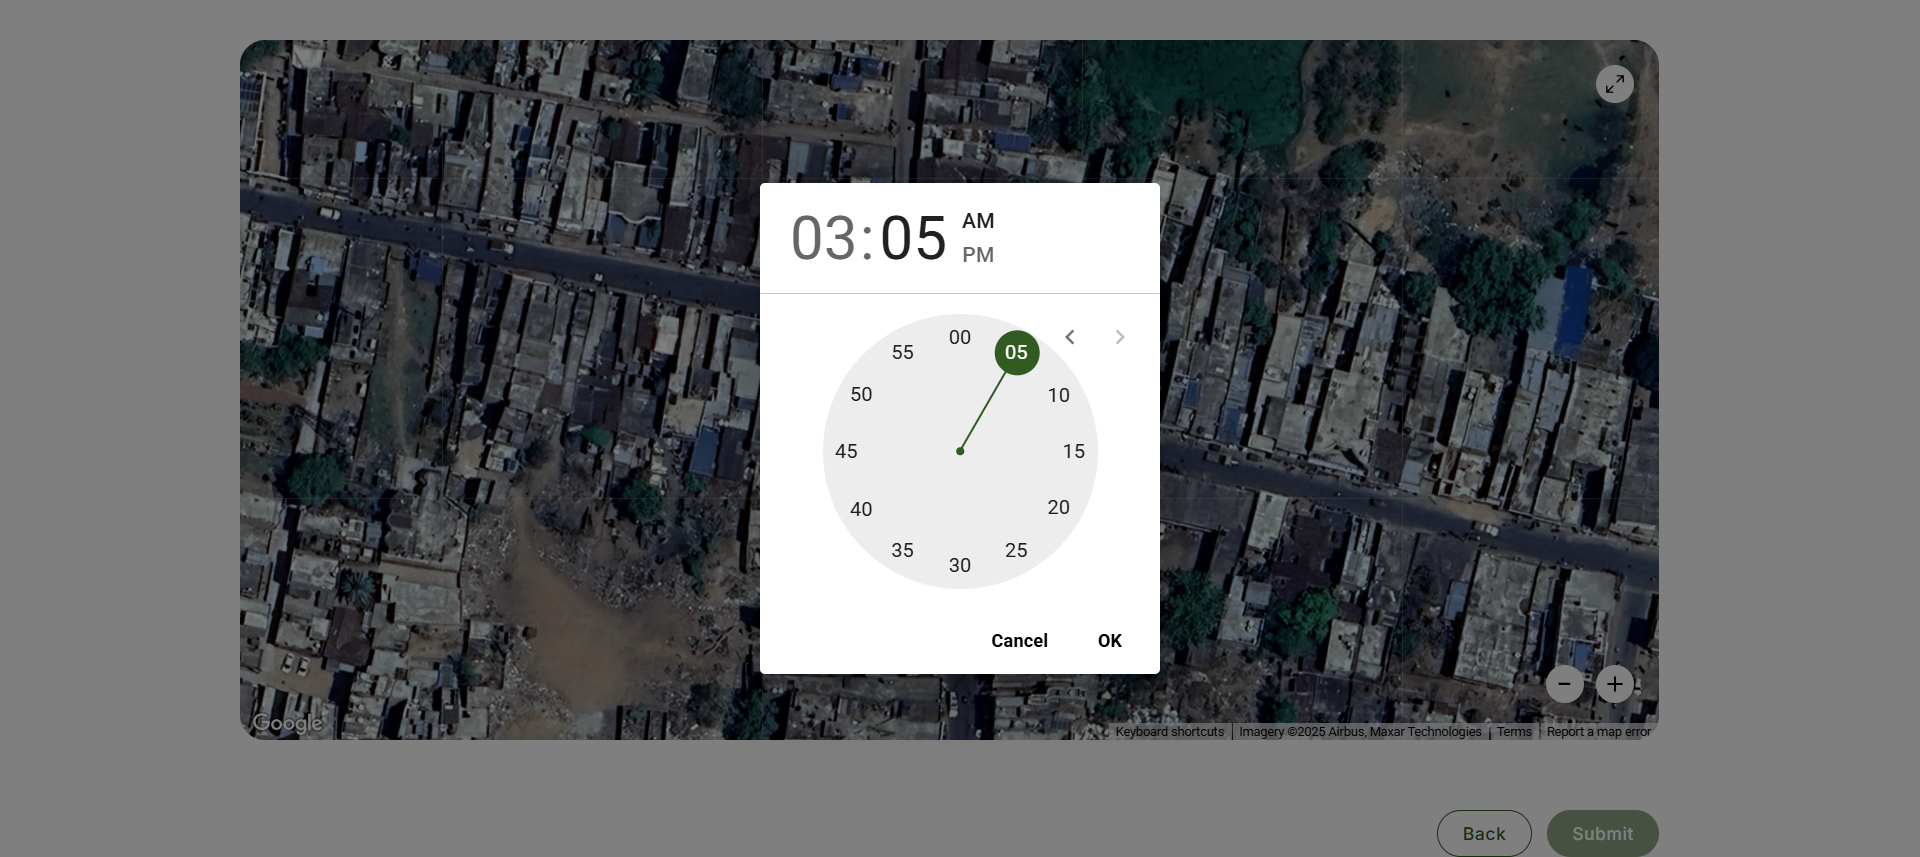 03:05
AM
PM
00
05
10
15
20
25
30
35
40
45
50
55
Cancel
OK
Google
Keyboard shortcuts
Imagery ©2025 Airbus, Maxar Technologies
Terms
Report a map error
Back
Submit